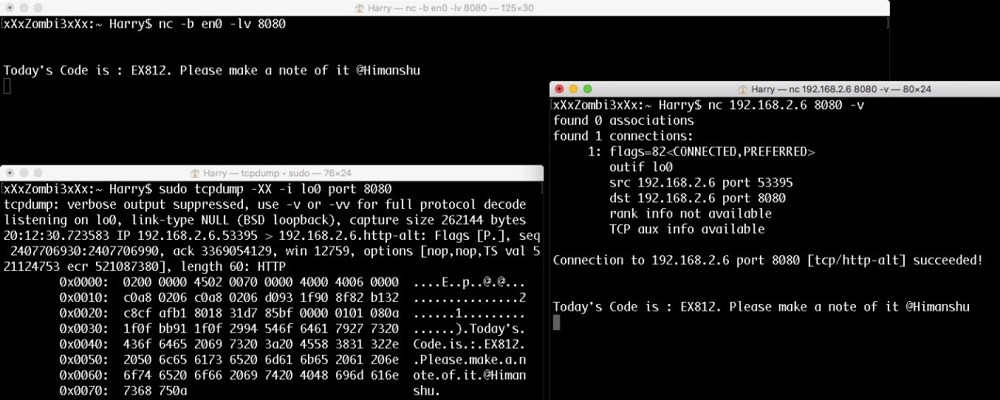 Harry — nc -b en0 -lv 8080 — 125×30
xXxZombi3xXx:~ Harry$ nc -b en0 -lv 8080
Today's Code is : EX812. Please make a note of it @Himanshu
Harry — tcpdump • sudo — 76×24
xXxZombi3xXx:~ Harry$ sudo tcpdump -XX -i lo0 port 8080
tcpdump: verbose output suppressed, use -v or -vv for full protocol decode
listening on lo0, link-type NULL (BSD loopback), capture size 262144 bytes
20:12:30.723583 IP 192.168.2.6.53395 > 192.168.2.6.http-alt: Flags [P.], seq
2407706930:2407706990, ack 3369054129, win 12759, options [nop,nop,TS val 5
21124753 ecr 521087380], length 60: HTTP
0x0000:  0200 0000 4502 0070 0000 4000 4006 0000  ....E..p..@.@...
0x0010:  c0a8 0206 c0a8 0206 d093 1f90 8f82 b132  ...............2
0x0020:  c8cf afb1 8018 31d7 85bf 0000 0101 080a  ......1.........
0x0030:  1f0f bb91 1f0f 2994 546f 6461 7927 7320  ......).Today's.
0x0040:  436f 6465 2069 7320 3a20 4558 3831 322e  Code.is.:.EX812.
0x0050:  2050 6c65 6173 6520 6d61 6b65 2061 206e  .Please.make.a.n
0x0060:  6f74 6520 6f66 2069 7420 4048 696d 616e  ote.of.it.@Himan
0x0070:  7368 750a  shu.
Harry — nc 192.168.2.6 8080 -v — 80×24
xXxZombi3xXx:~ Harry$ nc 192.168.2.6 8080 -v
found 0 associations
found 1 connections:
1: flags=82<CONNECTED,PREFERRED>
outif lo0
src 192.168.2.6 port 53395
dst 192.168.2.6 port 8080
rank info not available
TCP aux info available
Connection to 192.168.2.6 port 8080 [tcp/http-alt] succeeded!
Today's Code is : EX812. Please make a note of it @Himanshu